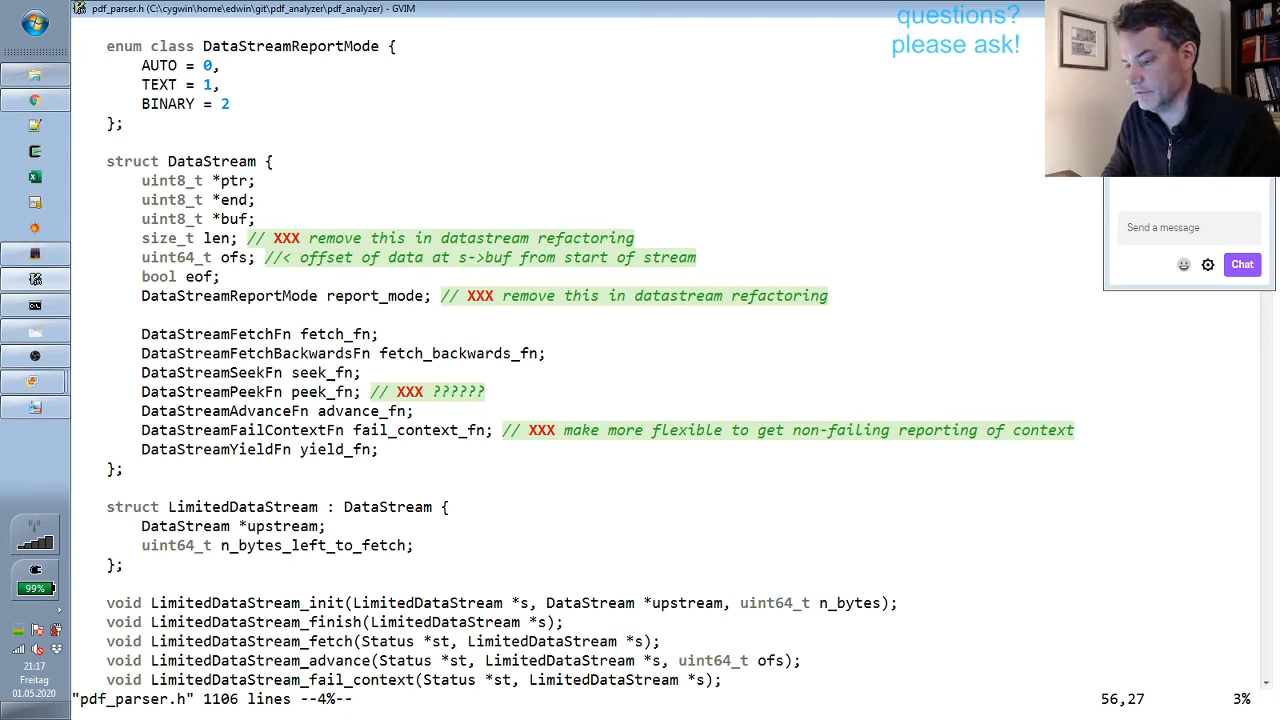 pdf_parser.h (C:\cygwin\home\edwin\git\pdf_analyzer\pdf_analyzer) - GVIM
questions?
please ask!
enum class DataStreamReportMode {
AUTO = 0,
TEXT = 1,
BINARY = 2
};
struct DataStream {
uint8_t *ptr;
uint8_t *end;
uint8_t *buf;
size_t len; // XXX remove this in datastream refactoring
uint64_t ofs; //< offset of data at s->buf from start of stream
bool eof;
DataStreamReportMode report_mode; // XXX remove this in datastream refactoring
DataStreamFetchFn fetch_fn;
DataStreamFetchBackwardsFn fetch_backwards_fn;
DataStreamSeekFn seek_fn;
DataStreamPeekFn peek_fn; // XXX ??????
DataStreamAdvanceFn advance_fn;
DataStreamFailContextFn fail_context_fn; // XXX make more flexible to get non-failing reporting of context
DataStreamYieldFn yield_fn;
};
struct LimitedDataStream : DataStream {
DataStream *upstream;
uint64_t n_bytes_left_to_fetch;
};
void LimitedDataStream_init(LimitedDataStream *s, DataStream *upstream, uint64_t n_bytes);
void LimitedDataStream_finish(LimitedDataStream *s);
void LimitedDataStream_fetch(Status *st, LimitedDataStream *s);
void LimitedDataStream_advance(Status *st, LimitedDataStream *s, uint64_t ofs);
void LimitedDataStream_fail_context(Status *st, LimitedDataStream *s);
"pdf_parser.h" 1106 lines --4%-- 56,27 3%
Send a message
Chat
99%
21:17
Freitag
01.05.2020